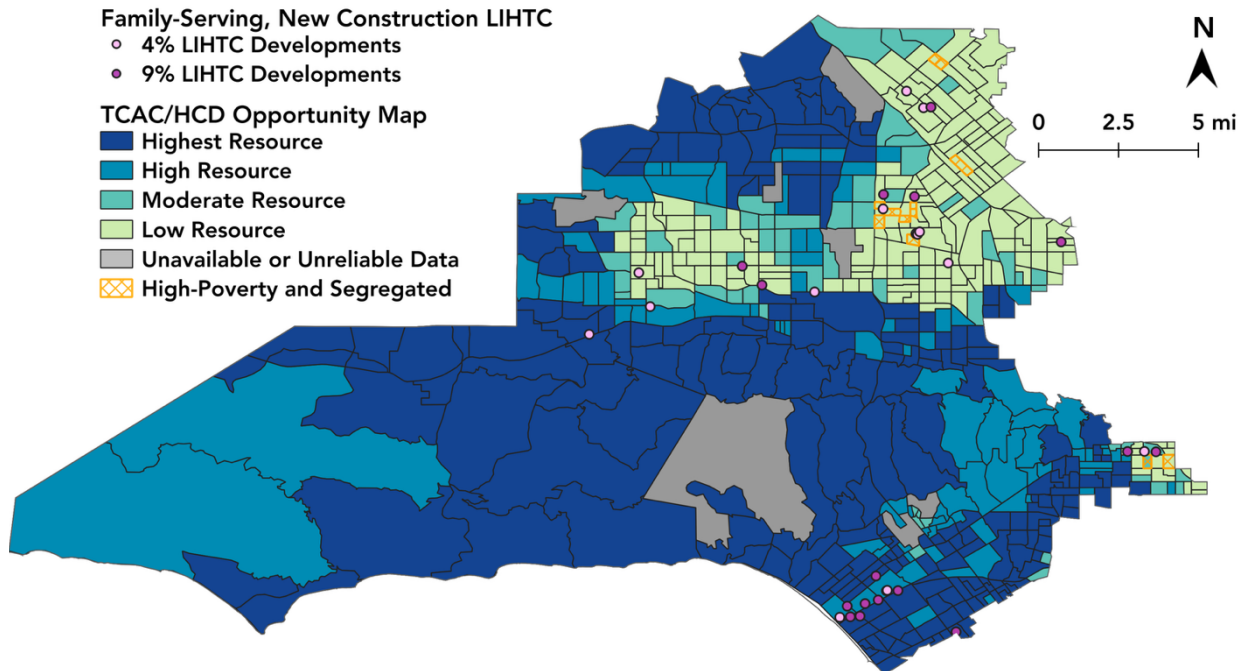 Family-Serving, New Construction LIHTC
4% LIHTC Developments
9% LIHTC Developments
TCAC/HCD Opportunity Map
Highest Resource
High Resource
Moderate Resource
Low Resource
Unavailable or Unreliable Data
High-Poverty and Segregated
N
0 2.5 5 mi